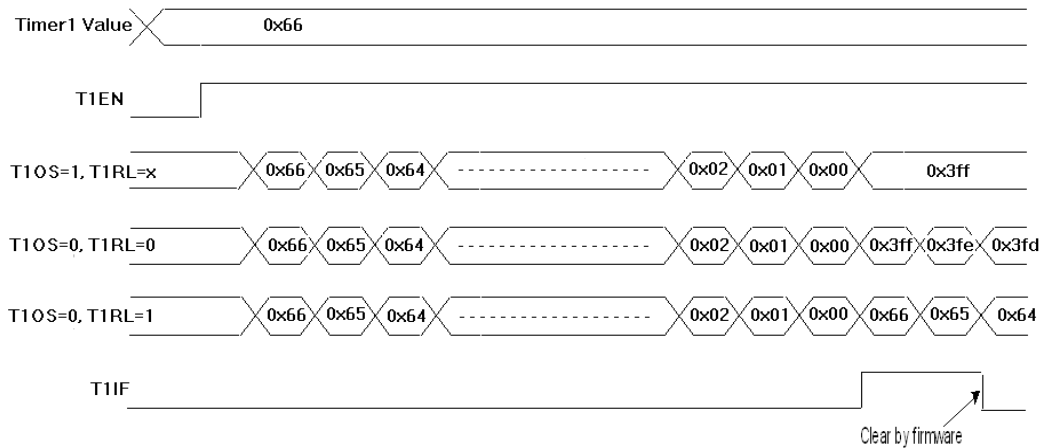 Timer1 Value 0x66
T1EN
T1OS=1, T1RL=x 0x66 0x65 0x64 0x02 0x01 0x00 0x3ff
T1OS=0, T1RL=0 0x66 0x65 0x64 0x02 0x01 0x00 0x3ff 0x3fe 0x3fd
T1OS=0, T1RL=1 0x66 0x65 0x64 0x02 0x01 0x00 0x66 0x65 0x64
T1IF
Clear by firmware